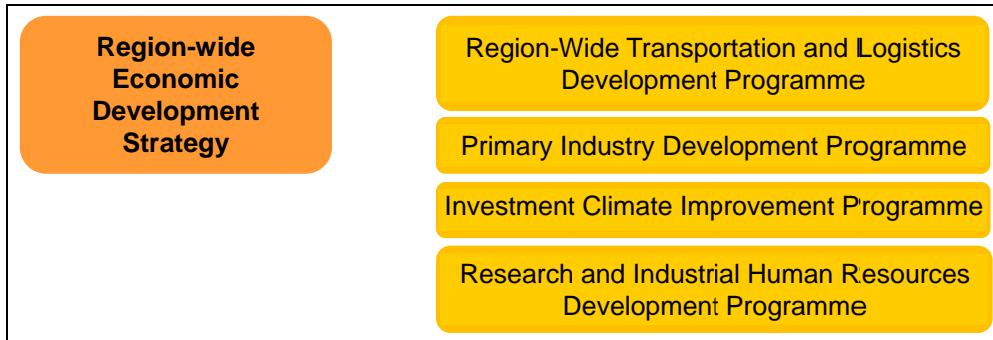 Region-wide
Economic
Development
Strategy
Region-Wide Transportation and Logistics
Development Programme
Primary Industry Development Programme
Investment Climate Improvement Programme
Research and Industrial Human Resources
Development Programme